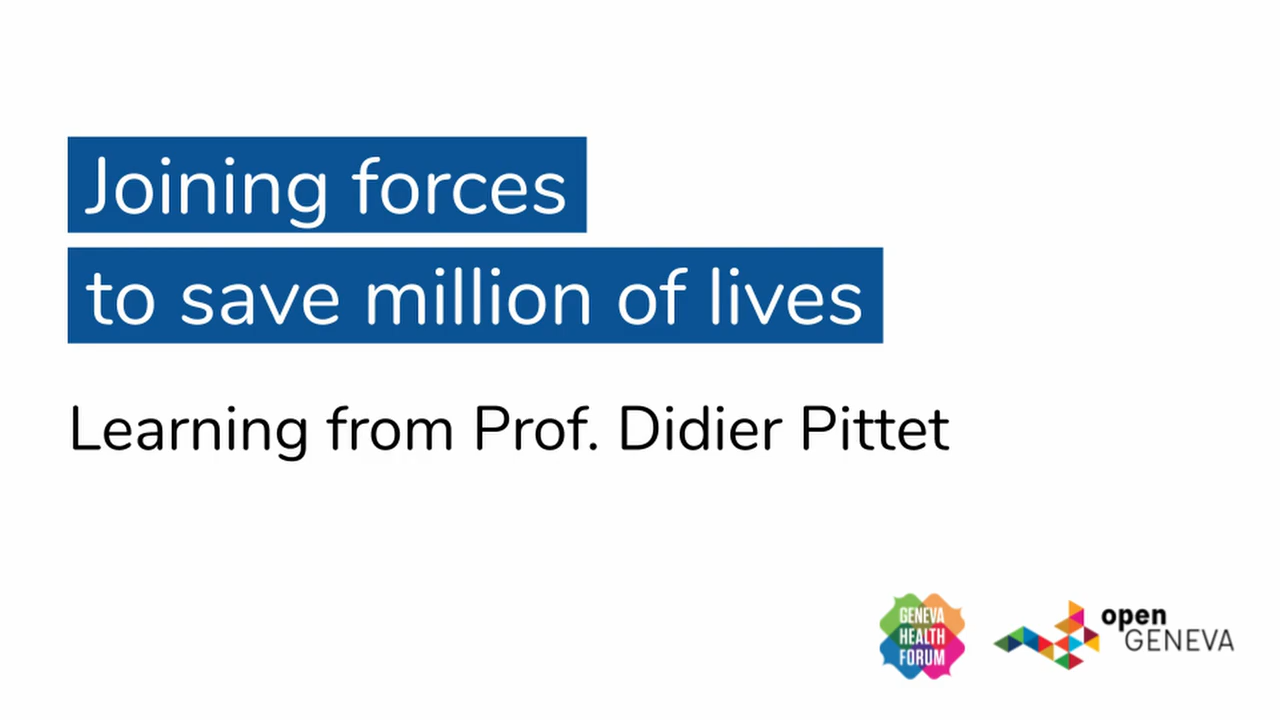 Joining forces
to save million of lives
Learning from Prof. Didier Pittet
GENEVA
HEALTH
FORUM
open
GENEVA